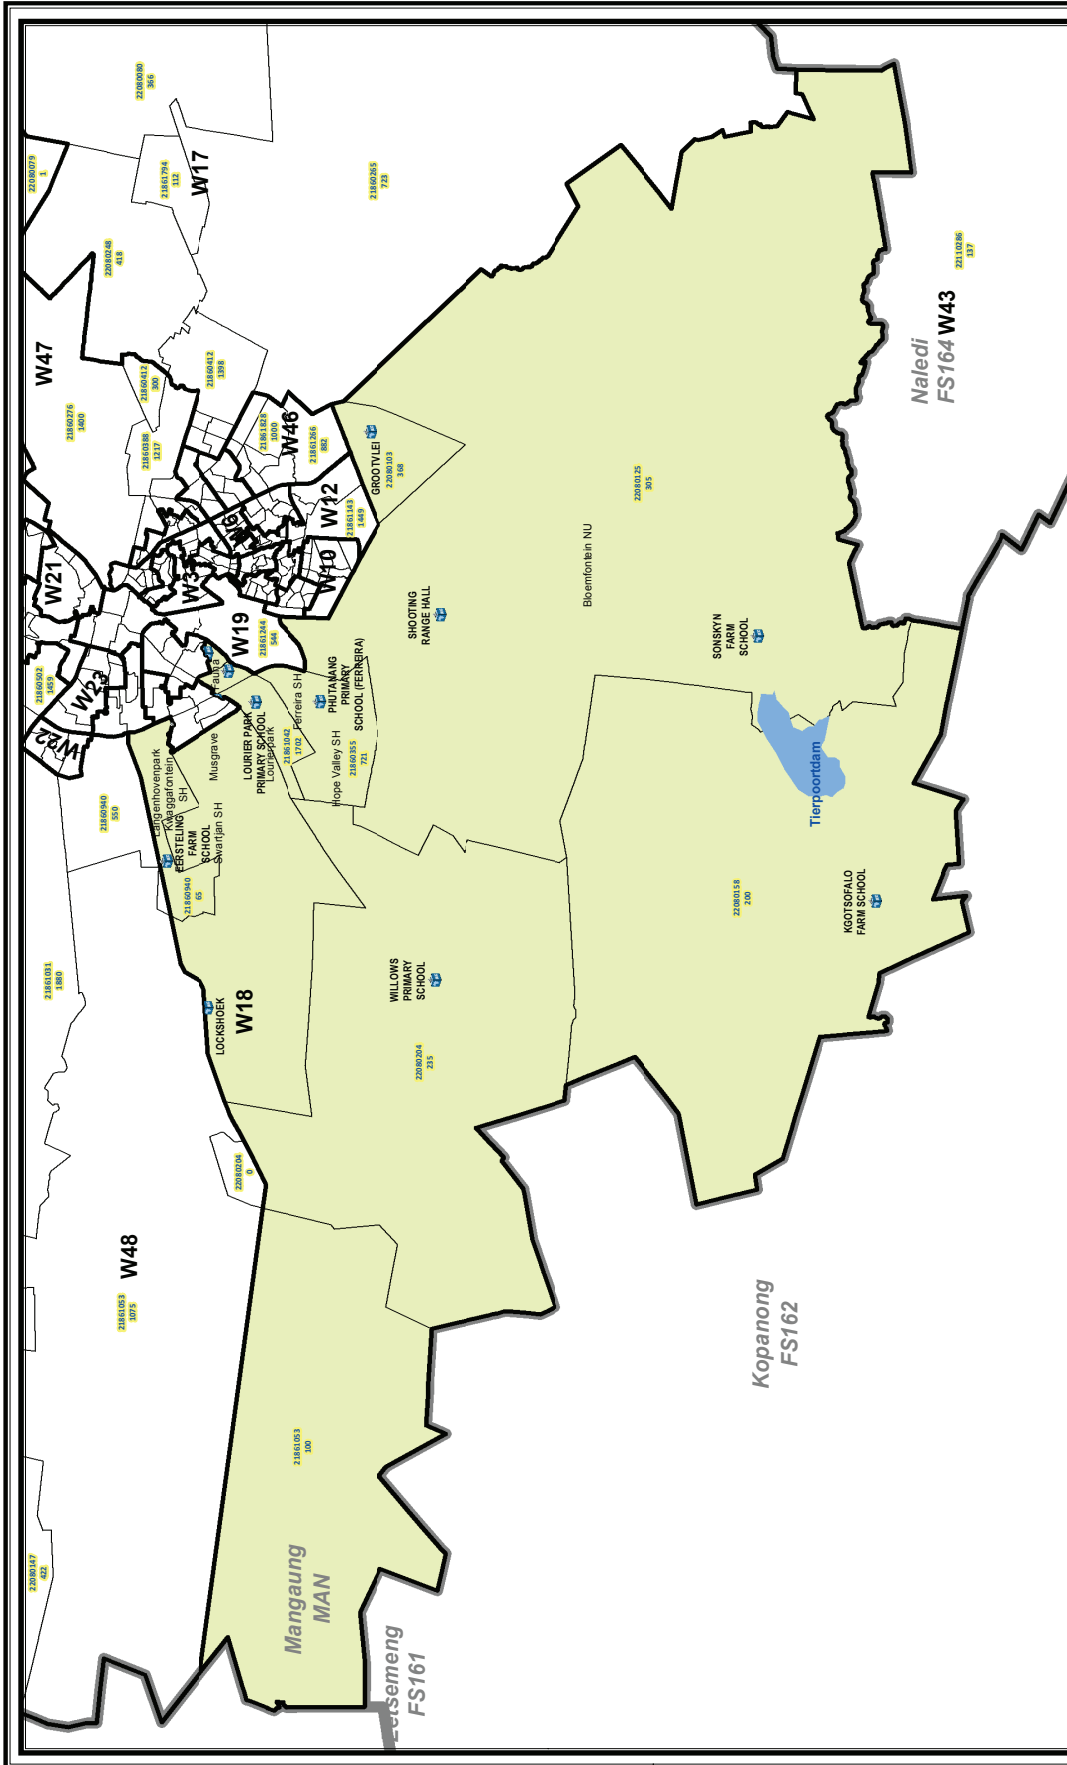 22080080
366
22080079
1
21861794
112
W17
21860265
723
22080248
418
22110286
137
Naledi
FS164
W43
W47
21860276
1400
21860412
300
21860412
1398
21860388
1217
21861828
1000
W46
21861266
882
GROOTVLEI
22080103
368
W12
21861143
1449
W10
W21
W19
21861244
544
21860502
1459
W23
W22
22080125
305
Bloemfontein NU
SHOOTING
RANGE HALL
SONSKYN
FARM
SCHOOL
Fauna
LOURIER PARK
PRIMARY SCHOOL
Lourierpark
Ferreira SH
PHUTANANG
PRIMARY
SCHOOL (FERREIRA)
21861042
1702
Hope Valley SH
21860355
721
Musgrave
Langenhovenpark
Kwaggafontein
SH
EERSTELING
FARM
SCHOOL
Swartjan SH
21860940
550
21860940
65
Tierpoortdam
22080158
200
KGOTSOFALO
FARM SCHOOL
WILLOWS
PRIMARY
SCHOOL
22080204
235
LOCKSHOEK
W18
21861031
1880
22080204
0
W48
21861053
1075
Kopanong
FS162
21861053
100
22080147
422
Mangaung
MAN
Letsemeng
FS161